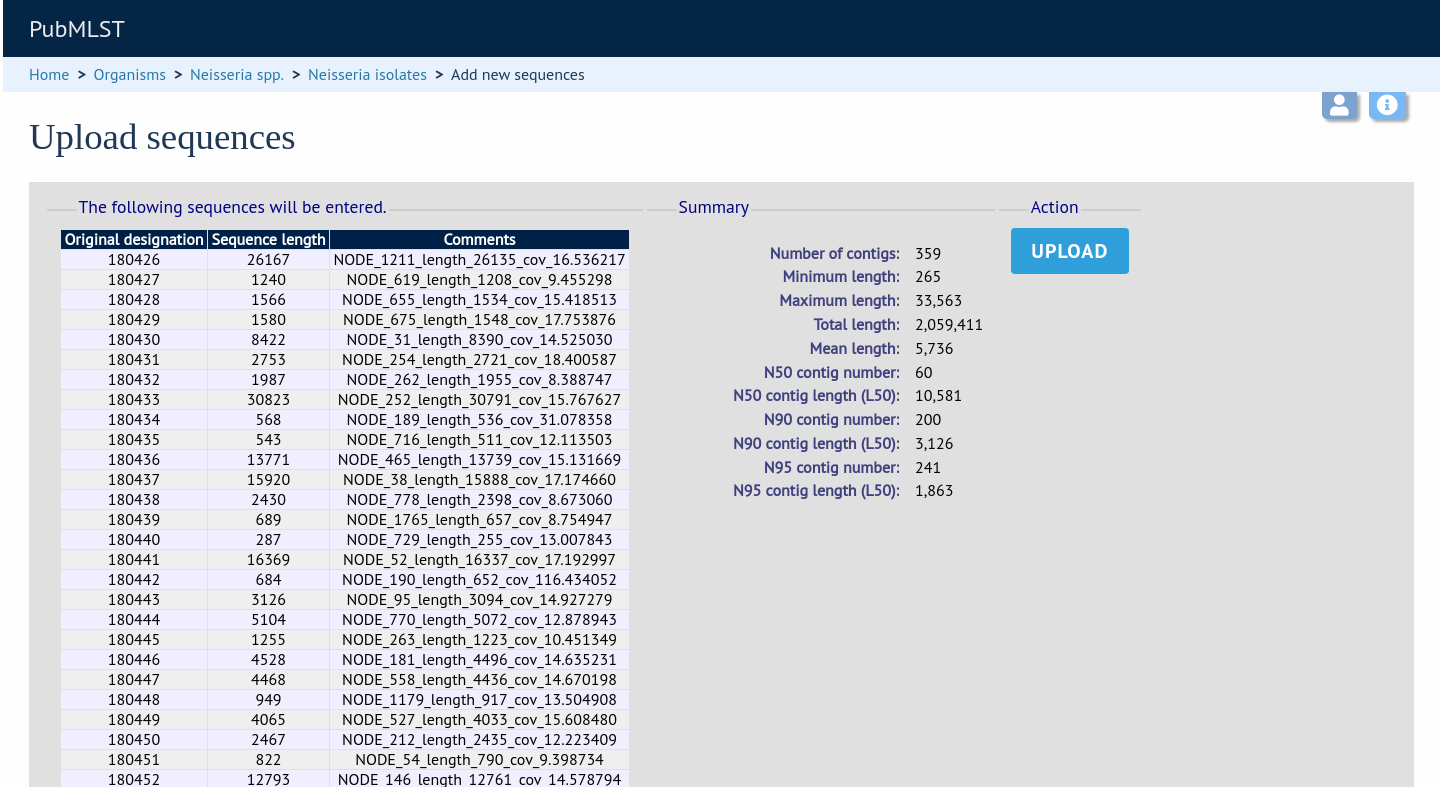 PubMLST
Home > Organisms > Neisseria spp. > Neisseria isolates > Add new sequences
Upload sequences
The following sequences will be entered.
Original designation Sequence length Comments
180426 26167 NODE_1211_length_26135_cov_16.536217
180427 1240 NODE_619_length_1208_cov_9.455298
180428 1566 NODE_655_length_1534_cov_15.418513
180429 1580 NODE_675_length_1548_cov_17.753876
180430 8422 NODE_31_length_8390_cov_14.525030
180431 2753 NODE_254_length_2721_cov_18.400587
180432 1987 NODE_262_length_1955_cov_8.388747
180433 30823 NODE_252_length_30791_cov_15.767627
180434 568 NODE_189_length_536_cov_31.078358
180435 543 NODE_716_length_511_cov_12.113503
180436 13771 NODE_465_length_13739_cov_15.131669
180437 15920 NODE_38_length_15888_cov_17.174660
180438 2430 NODE_778_length_2398_cov_8.673060
180439 689 NODE_1765_length_657_cov_8.754947
180440 287 NODE_729_length_255_cov_13.007843
180441 16369 NODE_52_length_16337_cov_17.192997
180442 684 NODE_190_length_652_cov_116.434052
180443 3126 NODE_95_length_3094_cov_14.927279
180444 5104 NODE_770_length_5072_cov_12.878943
180445 1255 NODE_263_length_1223_cov_10.451349
180446 4528 NODE_181_length_4496_cov_14.635231
180447 4468 NODE_558_length_4436_cov_14.670198
180448 949 NODE_1179_length_917_cov_13.504908
180449 4065 NODE_527_length_4033_cov_15.608480
180450 2467 NODE_212_length_2435_cov_12.223409
180451 822 NODE_54_length_790_cov_9.398734
180452 12793 NODE_146_length_12761_cov_14.578794
Summary
Number of contigs: 359
Minimum length: 265
Maximum length: 33,563
Total length: 2,059,411
Mean length: 5,736
N50 contig number: 60
N50 contig length (L50): 10,581
N90 contig number: 200
N90 contig length (L50): 3,126
N95 contig number: 241
N95 contig length (L50): 1,863
Action
UPLOAD